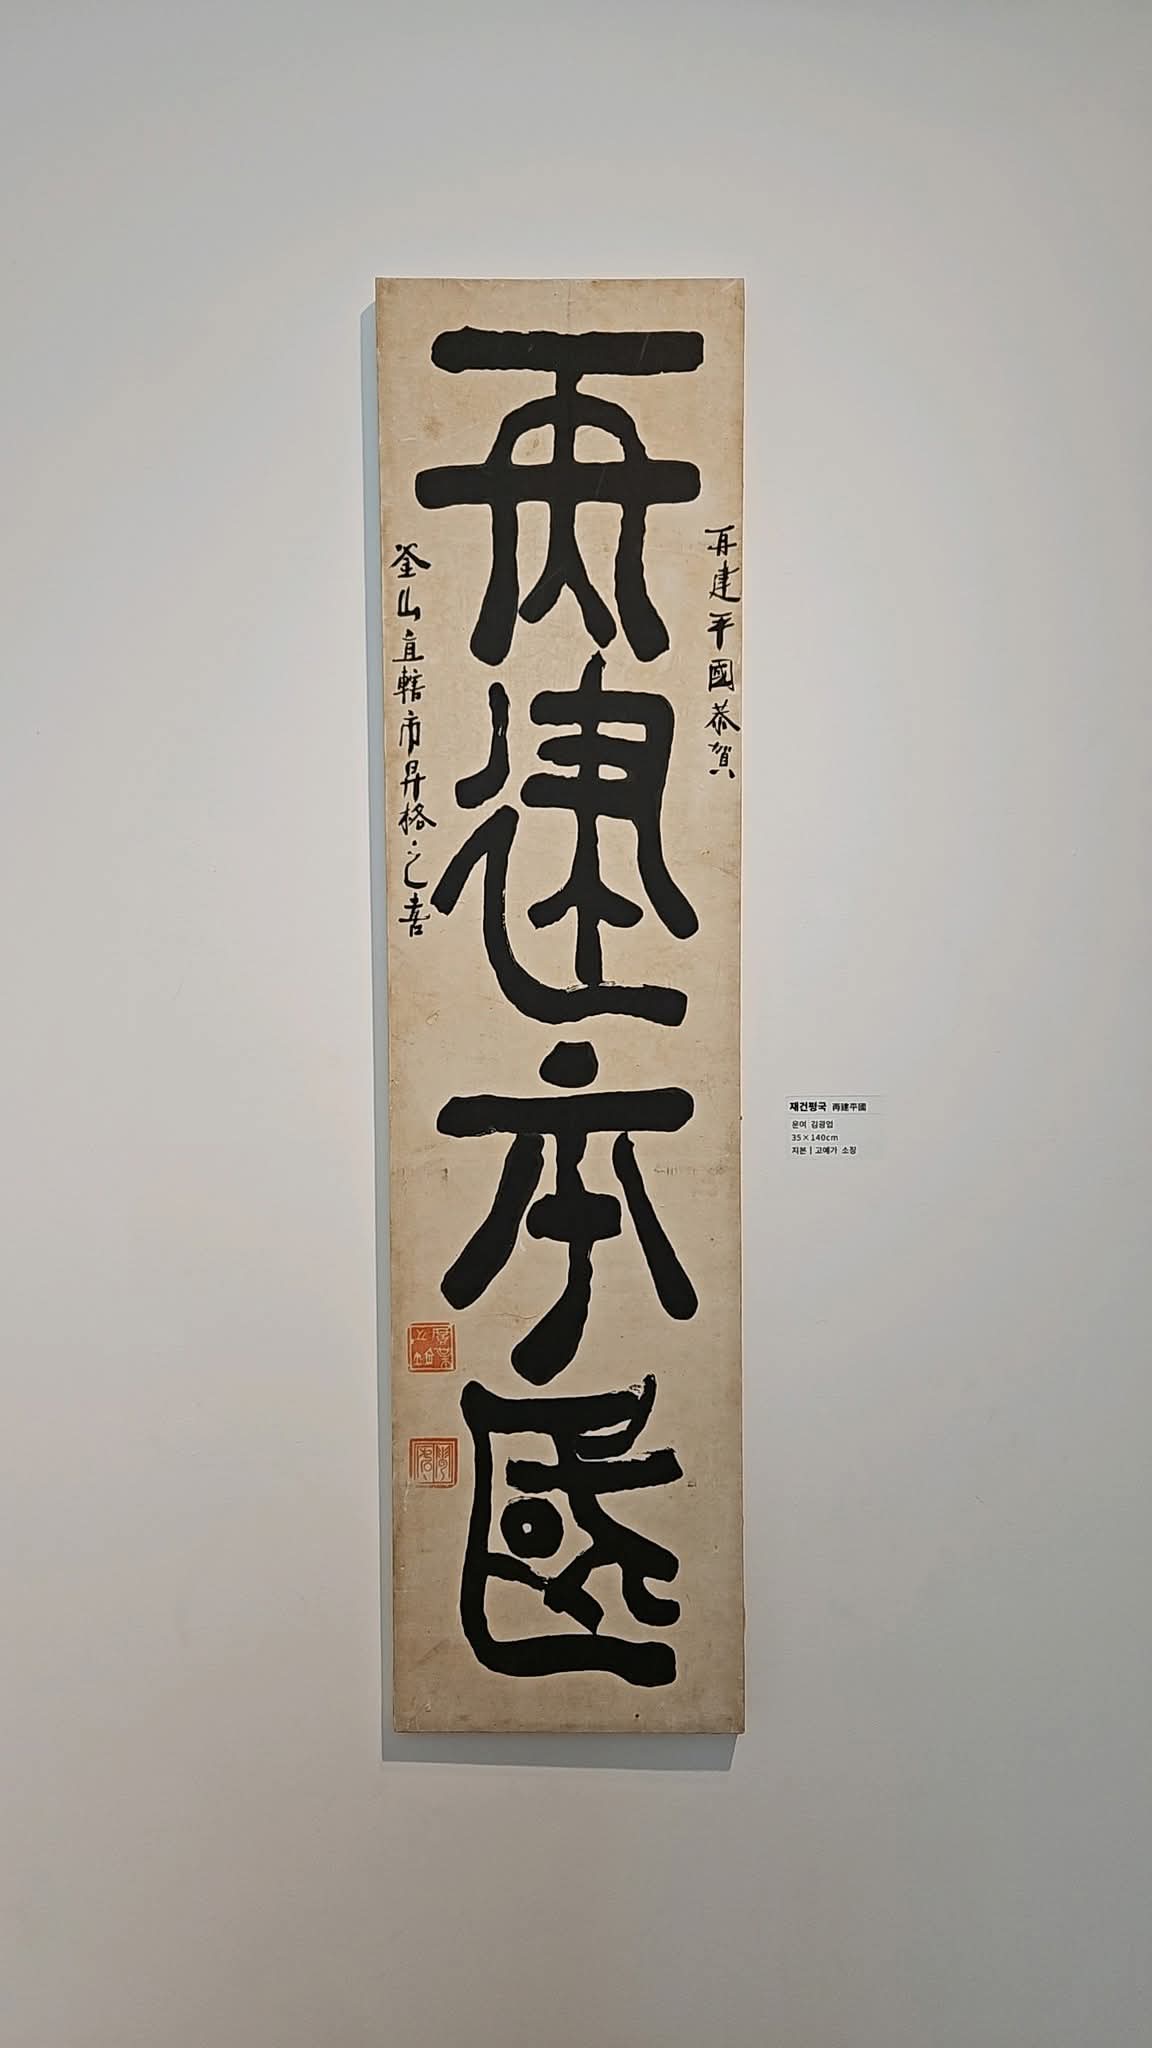 再建平國
再建平國恭賀
釜山直轄市昇格之喜
재건평국 再建平國
운여 김광업
35×140cm
지본 | 고예가 소장